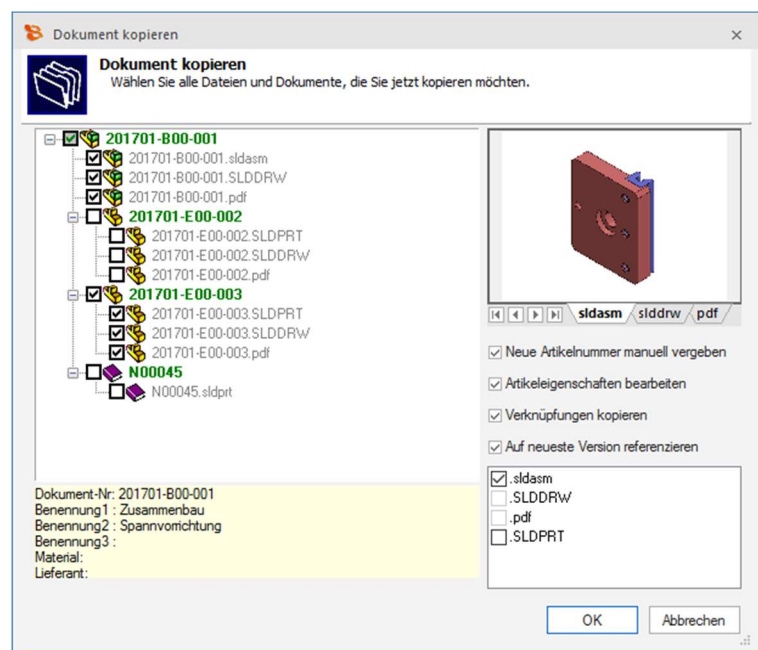 Dokument kopieren
Dokument kopieren
Wählen Sie alle Dateien und Dokumente, die Sie jetzt kopieren möchten.
201701-B00-001
201701-B00-001.sldasm
201701-B00-001.SLDDRW
201701-B00-001.pdf
201701-E00-002
201701-E00-002.SLDPRT
201701-E00-002.SLDDRW
201701-E00-002.pdf
201701-E00-003
201701-E00-003.SLDPRT
201701-E00-003.SLDDRW
201701-E00-003.pdf
N00045
N00045.sldprt
Dokument-Nr: 201701-B00-001
Benennung1 : Zusammenbau
Benennung2 : Spannvorrichtung
Benennung3 :
Material:
Lieferant:
sldasm slddrw pdf
Neue Artikelnummer manuell vergeben
Artikeleigenschaften bearbeiten
Verknüpfungen kopieren
Auf neueste Version referenzieren
.sldasm
.SLDDRW
.pdf
.SLDPRT
OK Abbrechen